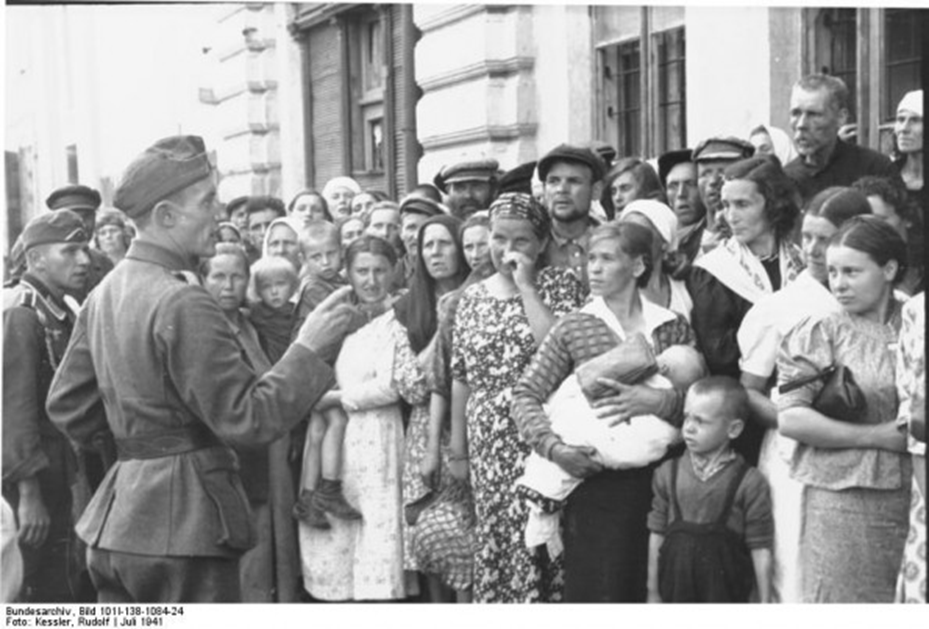 Bundesarchiv, Bild 101I-138-1084-24
Foto: Kessler, Rudolf | Juli 1941